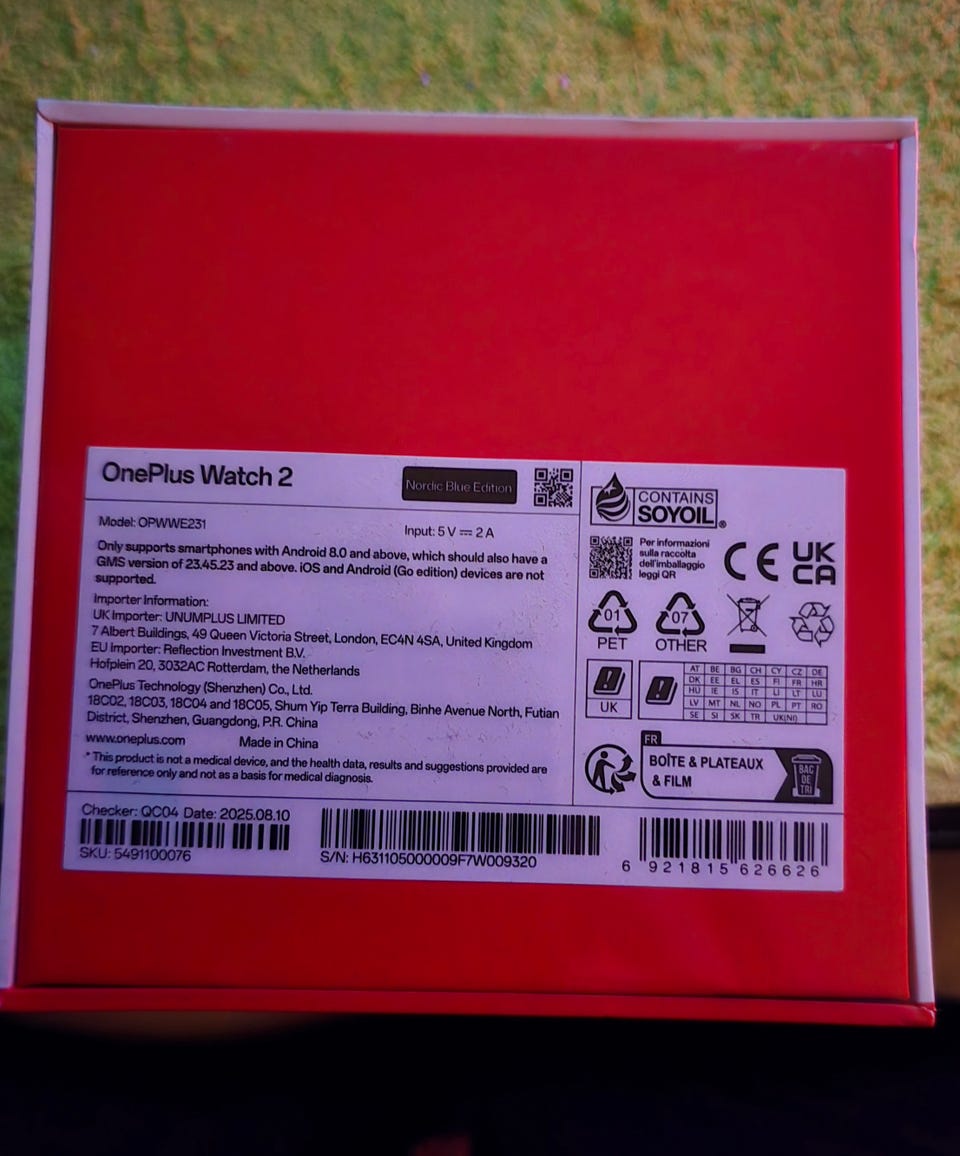 OnePlus Watch 2
Nordic Blue Edition
Model: OPWWE231
Input: 5 V ⎓ 2 A
Only supports smartphones with Android 8.0 and above, which should also have a
GMS version of 23.45.23 and above. iOS and Android (Go edition) devices are not
supported.
Importer Information:
UK Importer: UNUMPLUS LIMITED
7 Albert Buildings, 49 Queen Victoria Street, London, EC4N 4SA, United Kingdom
EU Importer: Reflection Investment B.V.
Hofplein 20, 3032AC Rotterdam, the Netherlands
OnePlus Technology (Shenzhen) Co., Ltd.
18C02, 18C03, 18C04 and 18C05, Shum Yip Terra Building, Binhe Avenue North, Futian
District, Shenzhen, Guangdong, P.R. China
www.oneplus.com
Made in China
* This product is not a medical device, and the health data, results and suggestions provided are
for reference only and not as a basis for medical diagnosis.
CONTAINS
SOYOIL®
Per informazioni
sulla raccolta
dell'imballaggio
leggi QR
CE
UK
CA
01
PET
07
OTHER
UK
AT BE BG CH CY CZ DE
DK EE EL ES FI FR HR
HU IE IS IT LI LT LU
LV MT NL NO PL PT RO
SE SI SK TR UK(NI)
FR
BOÎTE & PLATEAUX
& FILM
BAC
DE
TRI
Checker: QC04 Date: 2025.08.10
SKU: 5491100076
S/N: H631105000009F7W009320
6 921815 626626